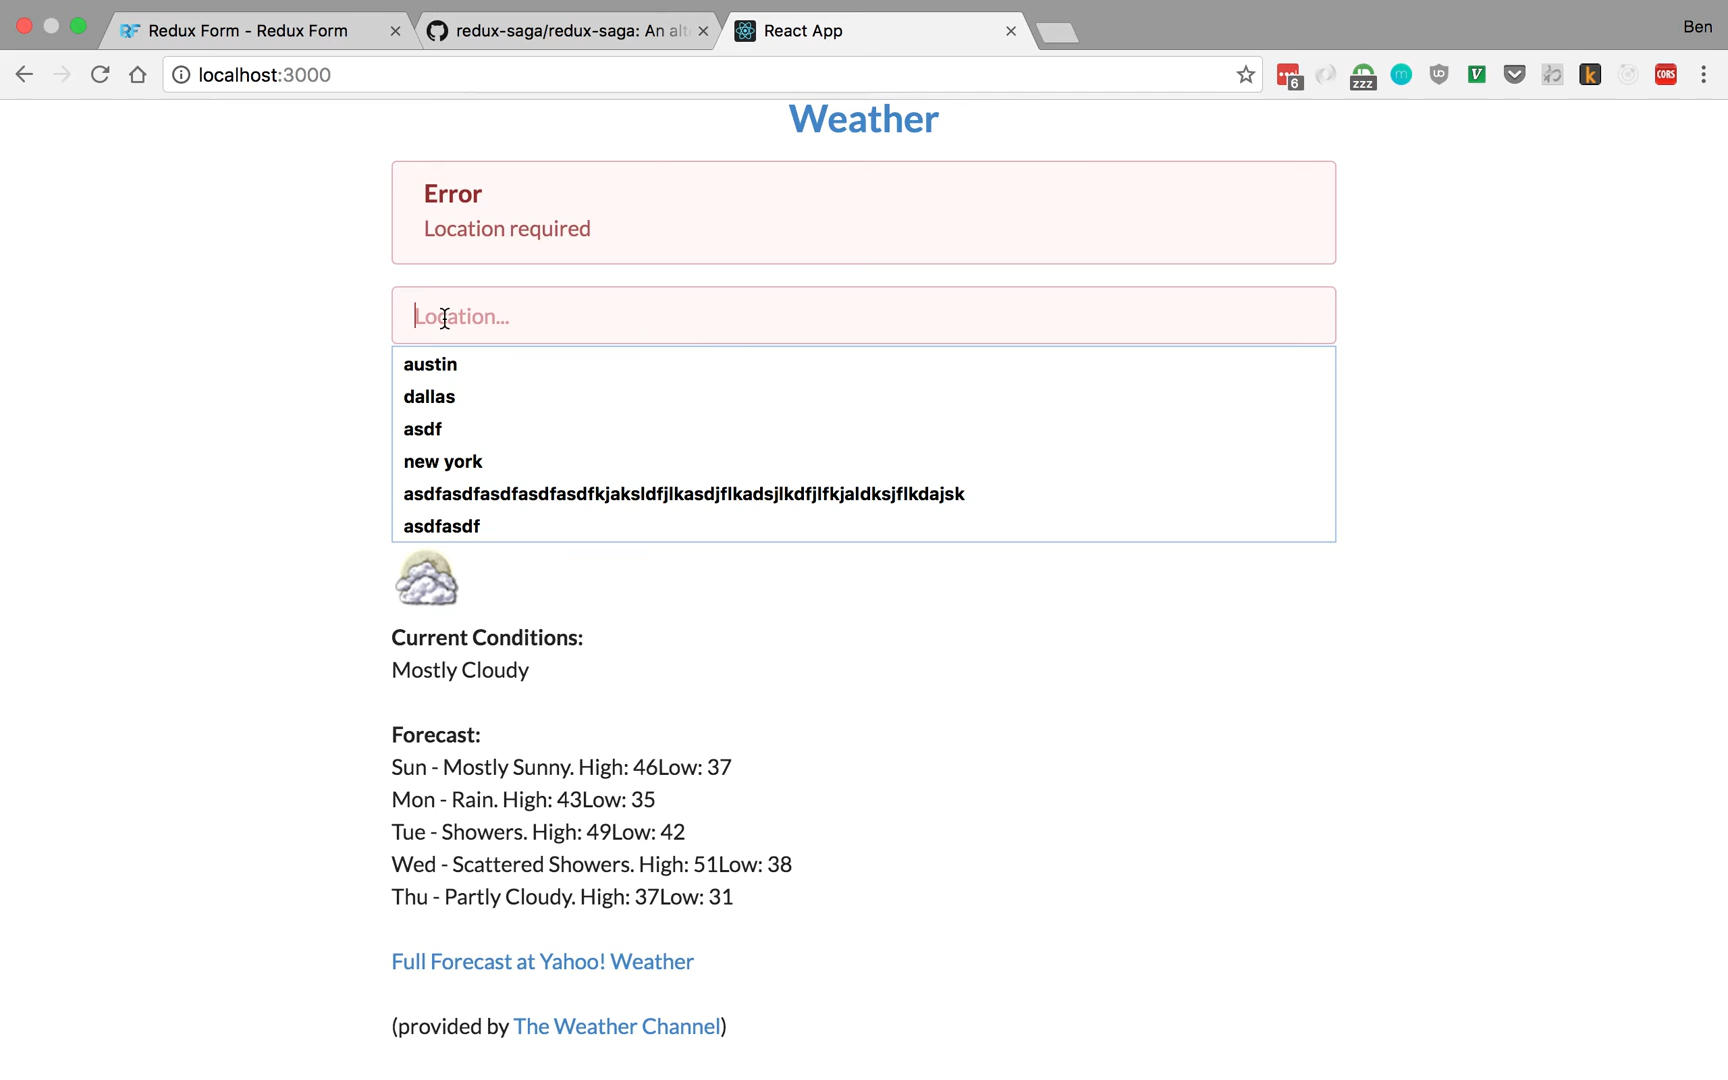 Redux Form - Redux Form
redux-saga/redux-saga: An alt
React App
Ben
localhost:3000
6
zzz
m
V
k
CORS
Weather
Error
Location required
Location...
austin
dallas
asdf
new york
asdfasdfasdfasdfasdfkjaksldfjlkasdjflkadsjlkdfjlfkjaldksjflkdajsk
asdfasdf
Current Conditions:
Mostly Cloudy
Forecast:
Sun - Mostly Sunny. High: 46Low: 37
Mon - Rain. High: 43Low: 35
Tue - Showers. High: 49Low: 42
Wed - Scattered Showers. High: 51Low: 38
Thu - Partly Cloudy. High: 37Low: 31
Full Forecast at Yahoo! Weather
(provided by The Weather Channel)